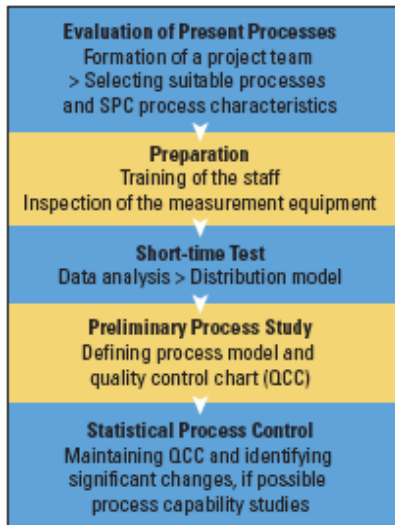 Evaluation of Present Processes
Formation of a project team
> Selecting suitable processes
and SPC process characteristics
Preparation
Training of the staff
Inspection of the measurement equipment
Short-time Test
Data analysis > Distribution model
Preliminary Process Study
Defining process model and
quality control chart (QCC)
Statistical Process Control
Maintaining QCC and identifying
significant changes, if possible
process capability studies